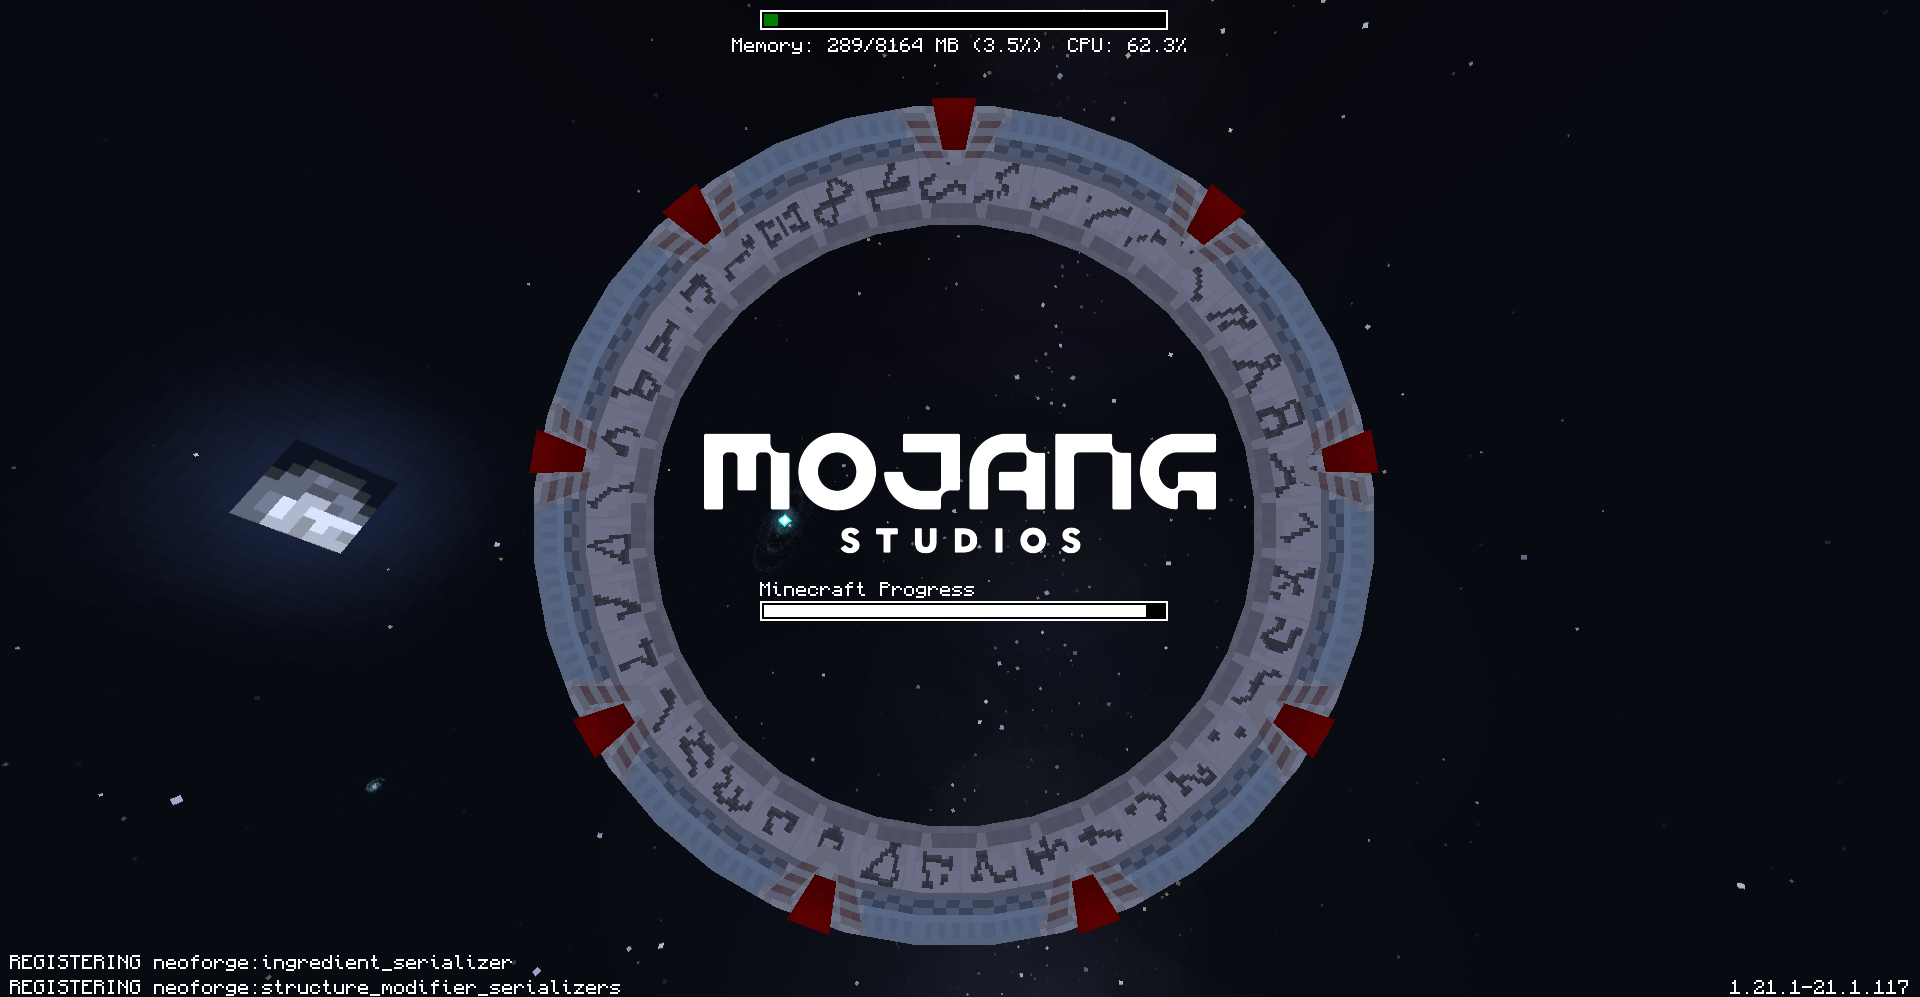 Memory: 289/8164 MB (3.5%)  CPU: 62.3%
MOJANG
STUDIOS
Minecraft Progress
REGISTERING neoforge:ingredient_serializer
REGISTERING neoforge:structure_modifier_serializers
1.21.1-21.1.117